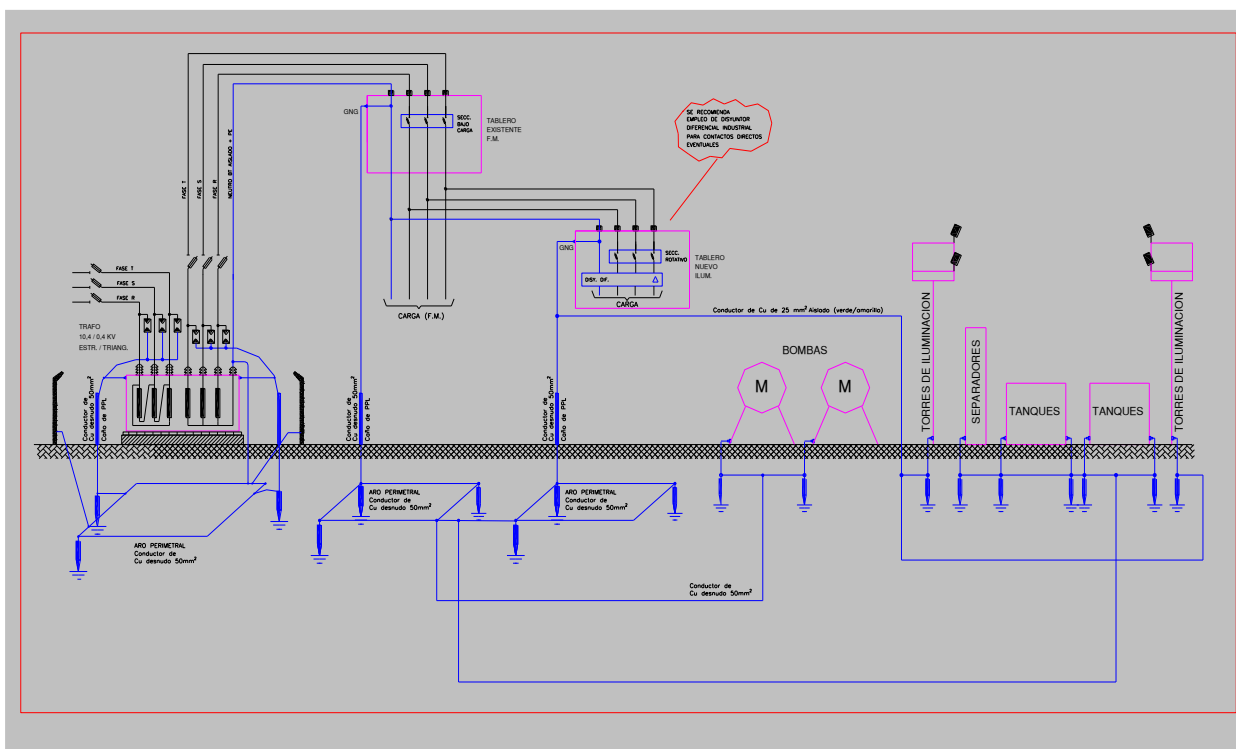 SE RECOMIENDA
EMPLEO DE DISYUNTOR
DIFERENCIAL INDUSTRIAL
PARA CONTACTOS DIRECTOS
EVENTUALES
GNG
SECC.
BAJO
CARGA
TABLERO
EXISTENTE
F.M.
FASE T
FASE S
FASE R
NEUTRO BT AISLADO + PE
GNG
SECC.
ROTATIVO
TABLERO
NUEVO
ILUM.
DISY. DIF.
CARGA
CARGA (F.M.)
FASE T
FASE S
FASE R
TRAFO
10,4 / 0,4 KV
ESTR. / TRIANG.
Conductor de Cu de 25 mm² Aislado (verde/amarillo)
BOMBAS
M
M
TORRES DE ILUMINACION
SEPARADORES
TANQUES
TANQUES
TORRES DE ILUMINACION
Conductor de
Cu desnudo 50mm²
Caño de PPL
Conductor de
Cu desnudo 50mm²
Caño de PPL
Conductor de
Cu desnudo 50mm²
Caño de PPL
ARO PERIMETRAL
Conductor de
Cu desnudo 50mm²
ARO PERIMETRAL
Conductor de
Cu desnudo 50mm²
ARO PERIMETRAL
Conductor de
Cu desnudo 50mm²
Conductor de
Cu desnudo 50mm²